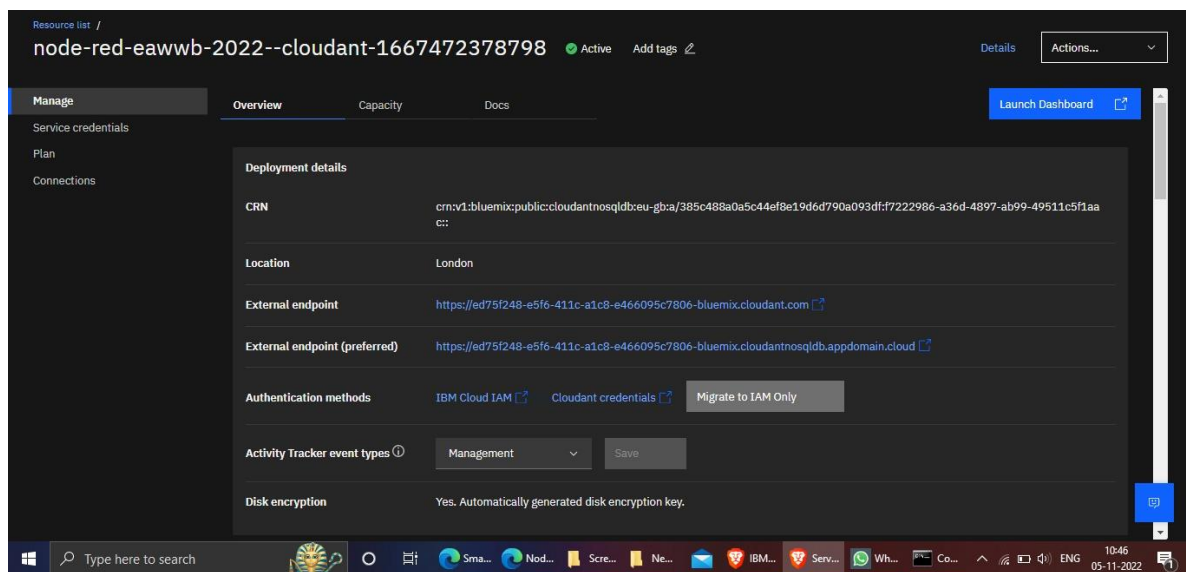 Resource list /
node-red-eawwb-2022--cloudant-1667472378798 Active Add tags Details Actions...
Manage
Service credentials
Plan
Connections
Overview Capacity Docs Launch Dashboard
Deployment details
CRN crn:v1:bluemix:public:cloudantnosqldb:eu-gb:a/385c488a0a5c44ef8e19d6d790a093df:f7222986-a36d-4897-ab99-49511c5f1aa
c::
Location London
External endpoint https://ed75f248-e5f6-411c-a1c8-e466095c7806-bluemix.cloudant.com
External endpoint (preferred) https://ed75f248-e5f6-411c-a1c8-e466095c7806-bluemix.cloudantnosqldb.appdomain.cloud
Authentication methods IBM Cloud IAM Cloudant credentials Migrate to IAM Only
Activity Tracker event types Management Save
Disk encryption Yes. Automatically generated disk encryption key.
Type here to search Sma... Nod... Scre... Ne... IBM... Serv... Wh... Co... ENG 10:46
05-11-2022